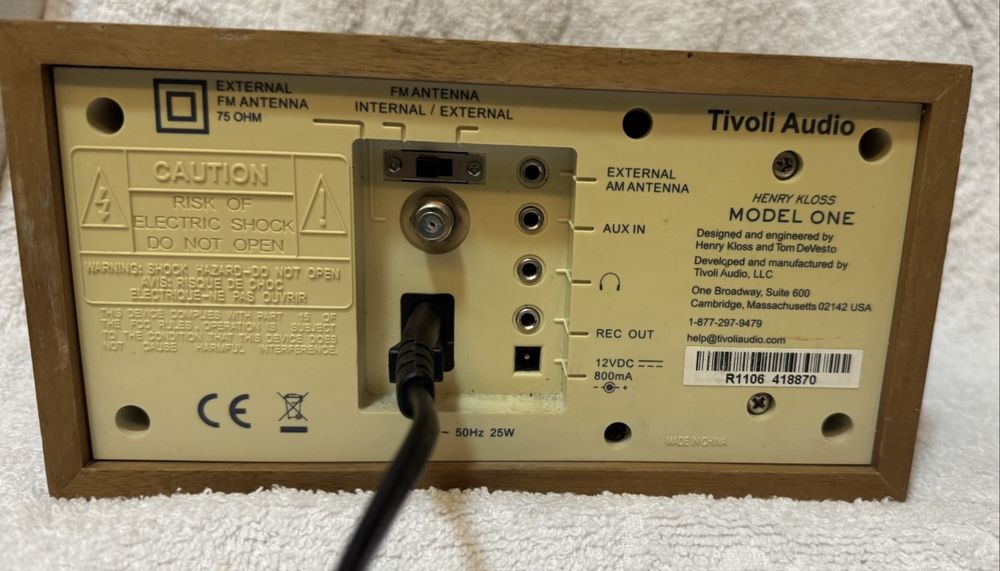 EXTERNAL
FM ANTENNA
75 OHM
FM ANTENNA
INTERNAL / EXTERNAL
CAUTION
RISK OF
ELECTRIC SHOCK
DO NOT OPEN
WARNING: SHOCK HAZARD-DO NOT OPEN
AVIS: RISQUE DE CHOC
ELECTRIQUE-NE PAS OUVRIR
THIS DEVICE COMPLIES WITH PART 15 OF
THE FCC RULES. OPERATION IS SUBJECT
TO THE CONDITION THAT THIS DEVICE DOES
NOT CAUSE HARMFUL INTERFERENCE.
CE
EXTERNAL
AM ANTENNA
AUX IN
REC OUT
12VDC
800mA
- +
~ 50Hz 25W
Tivoli Audio
HENRY KLOSS
MODEL ONE
Designed and engineered by
Henry Kloss and Tom DeVesto
Developed and manufactured by
Tivoli Audio, LLC
One Broadway, Suite 600
Cambridge, Massachusetts 02142 USA
1-877-297-9479
help@tivoliaudio.com
R1106 418870
MADE IN CHINA